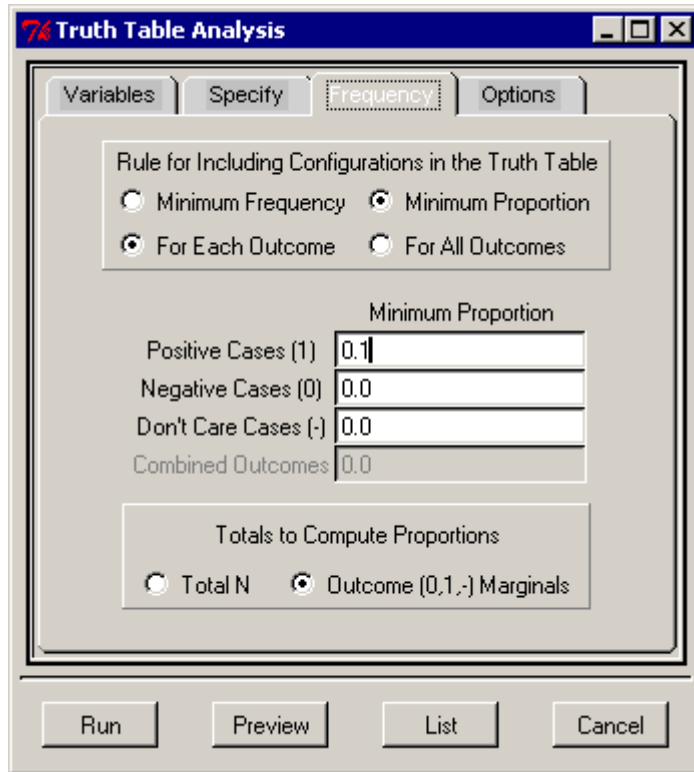 Truth Table Analysis
Variables Specify Frequency Options
Rule for Including Configurations in the Truth Table
Minimum Frequency Minimum Proportion
For Each Outcome For All Outcomes
Minimum Proportion
Positive Cases (1) 0.1
Negative Cases (0) 0.0
Don't Care Cases (-) 0.0
Combined Outcomes 0.0
Totals to Compute Proportions
Total N Outcome (0,1,-) Marginals
Run Preview List Cancel